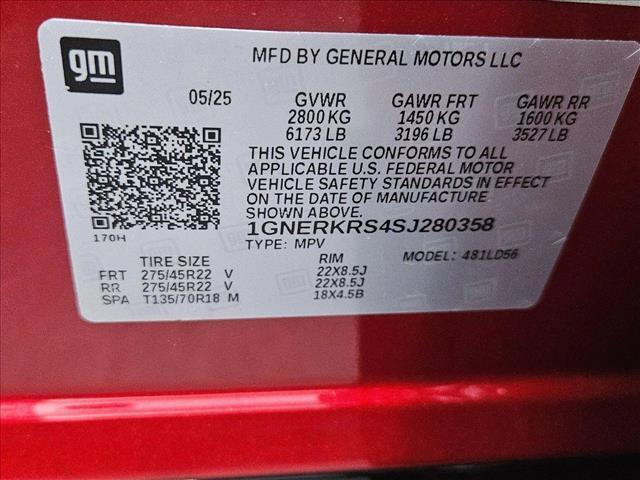 gm
MFD BY GENERAL MOTORS LLC
05/25 GVWR GAWR FRT GAWR RR
2800 KG 1450 KG 1600 KG
6173 LB 3196 LB 3527 LB
THIS VEHICLE CONFORMS TO ALL
APPLICABLE U.S. FEDERAL MOTOR
VEHICLE SAFETY STANDARDS IN EFFECT
ON THE DATE OF MANUFACTURE
SHOWN ABOVE.
1GNERKRS4SJ280358
170H
TYPE: MPV MODEL: 481LD56
TIRE SIZE RIM
FRT 275/45R22 V 22X8.5J
RR 275/45R22 V 22X8.5J
SPA T135/70R18 M 18X4.5B